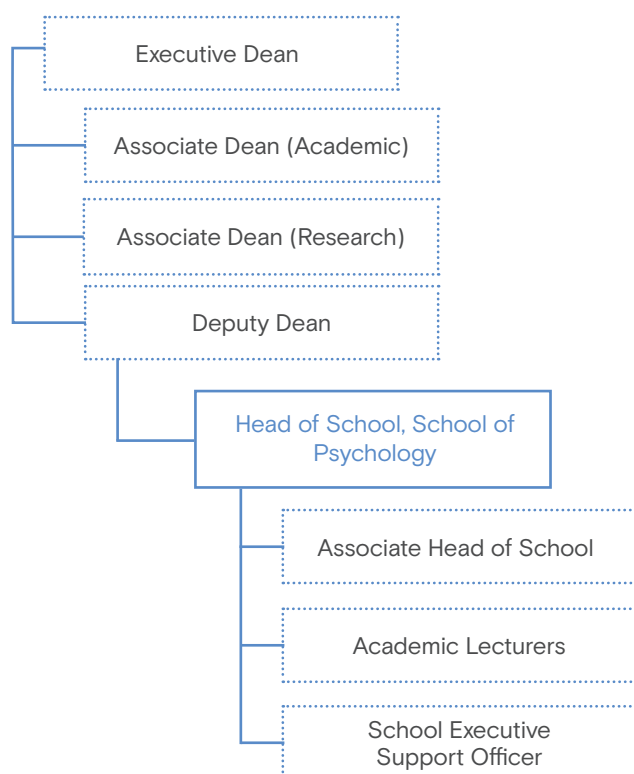 Executive Dean
Associate Dean (Academic)
Associate Dean (Research)
Deputy Dean
Head of School, School of
Psychology
Associate Head of School
Academic Lecturers
School Executive
Support Officer